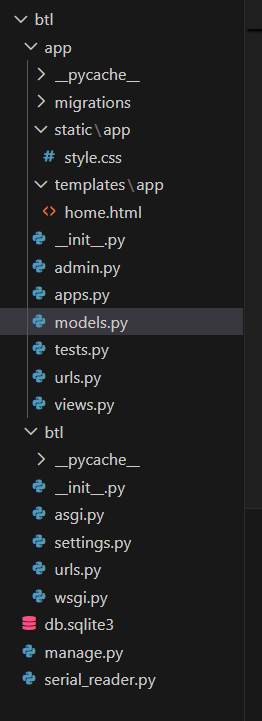 btl
app
__pycache__
migrations
static\app
# style.css
templates\app
<> home.html
__init__.py
admin.py
apps.py
models.py
tests.py
urls.py
views.py
btl
__pycache__
__init__.py
asgi.py
settings.py
urls.py
wsgi.py
db.sqlite3
manage.py
serial_reader.py